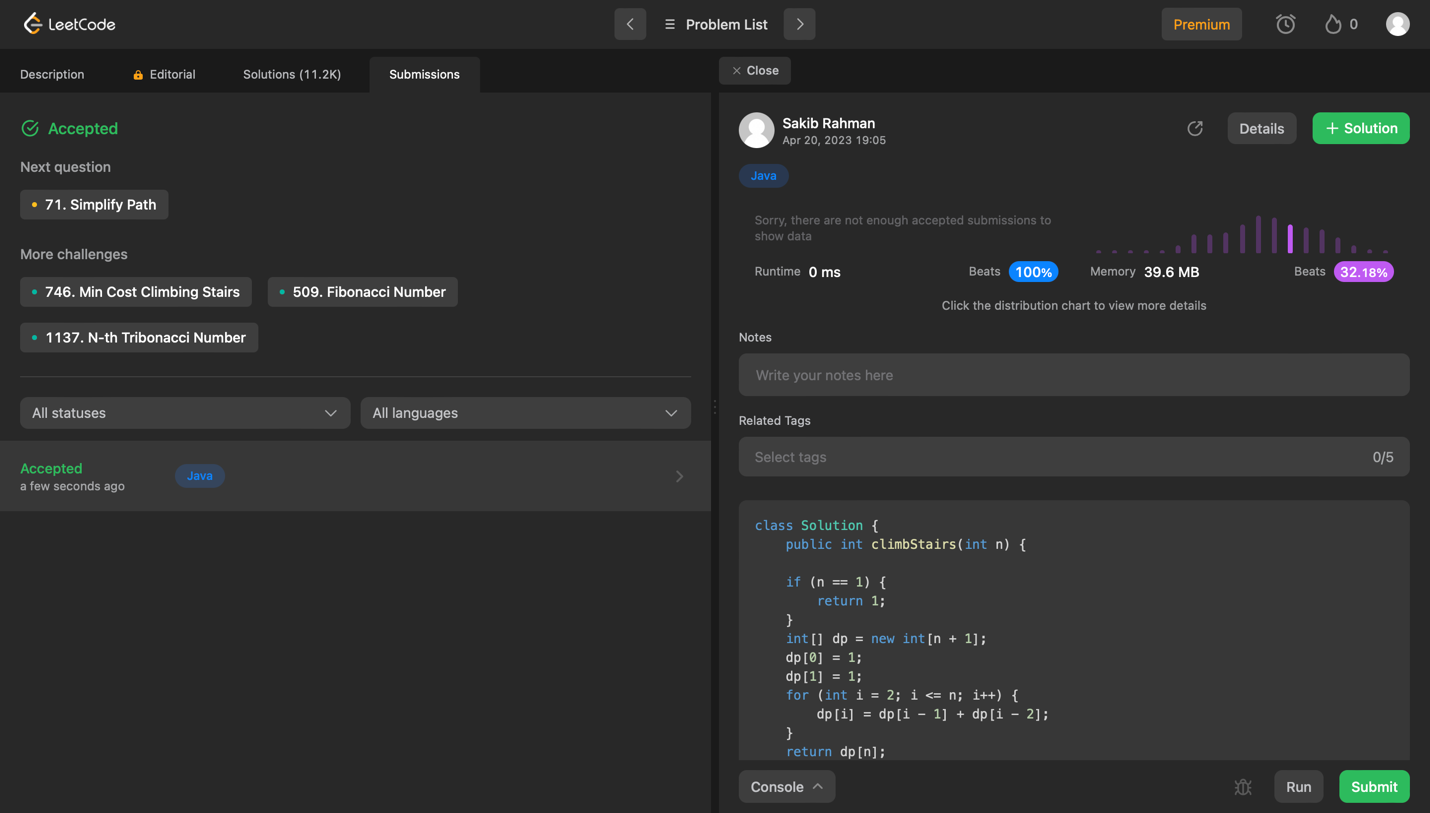 LeetCode
Problem List
Premium
0
Description
Editorial
Solutions (11.2K)
Submissions
Close
Accepted
Next question
71. Simplify Path
More challenges
746. Min Cost Climbing Stairs
509. Fibonacci Number
1137. N-th Tribonacci Number
All statuses
All languages
Accepted
a few seconds ago
Java
Sakib Rahman
Apr 20, 2023 19:05
Details
+ Solution
Java
Sorry, there are not enough accepted submissions to
show data
Runtime 0 ms
Beats 100%
Memory 39.6 MB
Beats 32.18%
Click the distribution chart to view more details
Notes
Write your notes here
Related Tags
Select tags
0/5
class Solution {
    public int climbStairs(int n) {
    if (n == 1) {
        return 1;
    }
    int[] dp = new int[n + 1];
    dp[0] = 1;
    dp[1] = 1;
    for (int i = 2; i <= n; i++) {
        dp[i] = dp[i - 1] + dp[i - 2];
    }
    return dp[n];
Console
Run
Submit